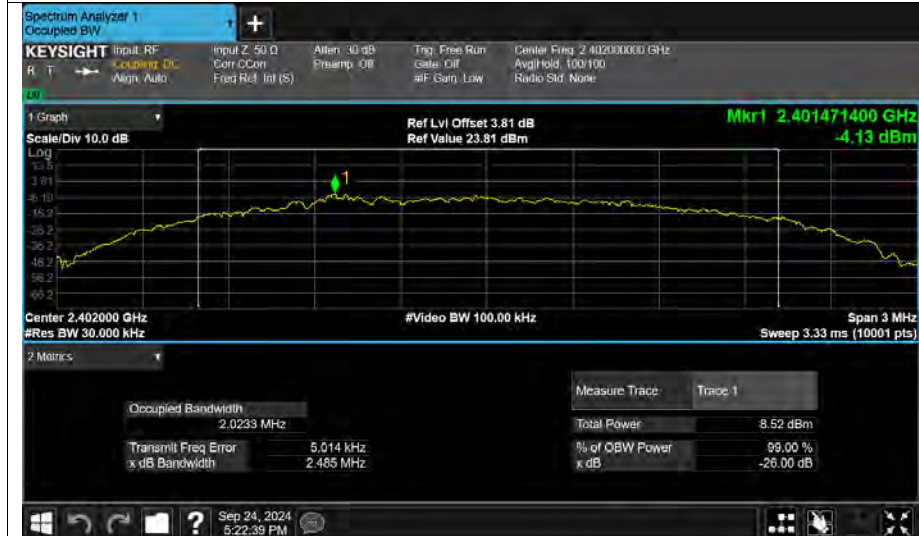 Spectrum Analyzer 1
Occupied BW
+
KEYSIGHT Input: RF Input Z: 50 Ω Atten: 30 dB Trig: Free Run Center Freq: 2.402000000 GHz
R T Coupling: DC Corr CCorr Preamp: Off Gate: Off Avg|Hold: 100/100
Align: Auto Freq Ref: Int (S) #IF Gain: Low Radio Std: None
1 Graph
Ref Lvl Offset 3.81 dB
Mkr1 2.401471400 GHz
Scale/Div 10.0 dB
Ref Value 23.81 dBm
-4.13 dBm
Log
13.8
3.81
-6.19
-16.2
-26.2
-36.2
-46.2
-56.2
-66.2
1
Center 2.402000 GHz
#Video BW 100.00 kHz
Span 3 MHz
#Res BW 30.000 kHz
Sweep 3.33 ms (10001 pts)
2 Metrics
Measure Trace Trace 1
Occupied Bandwidth
2.0233 MHz
Total Power 8.52 dBm
Transmit Freq Error 5.014 kHz
% of OBW Power 99.00 %
x dB Bandwidth 2.485 MHz
x dB -26.00 dB
?
Sep 24, 2024
5:22:39 PM